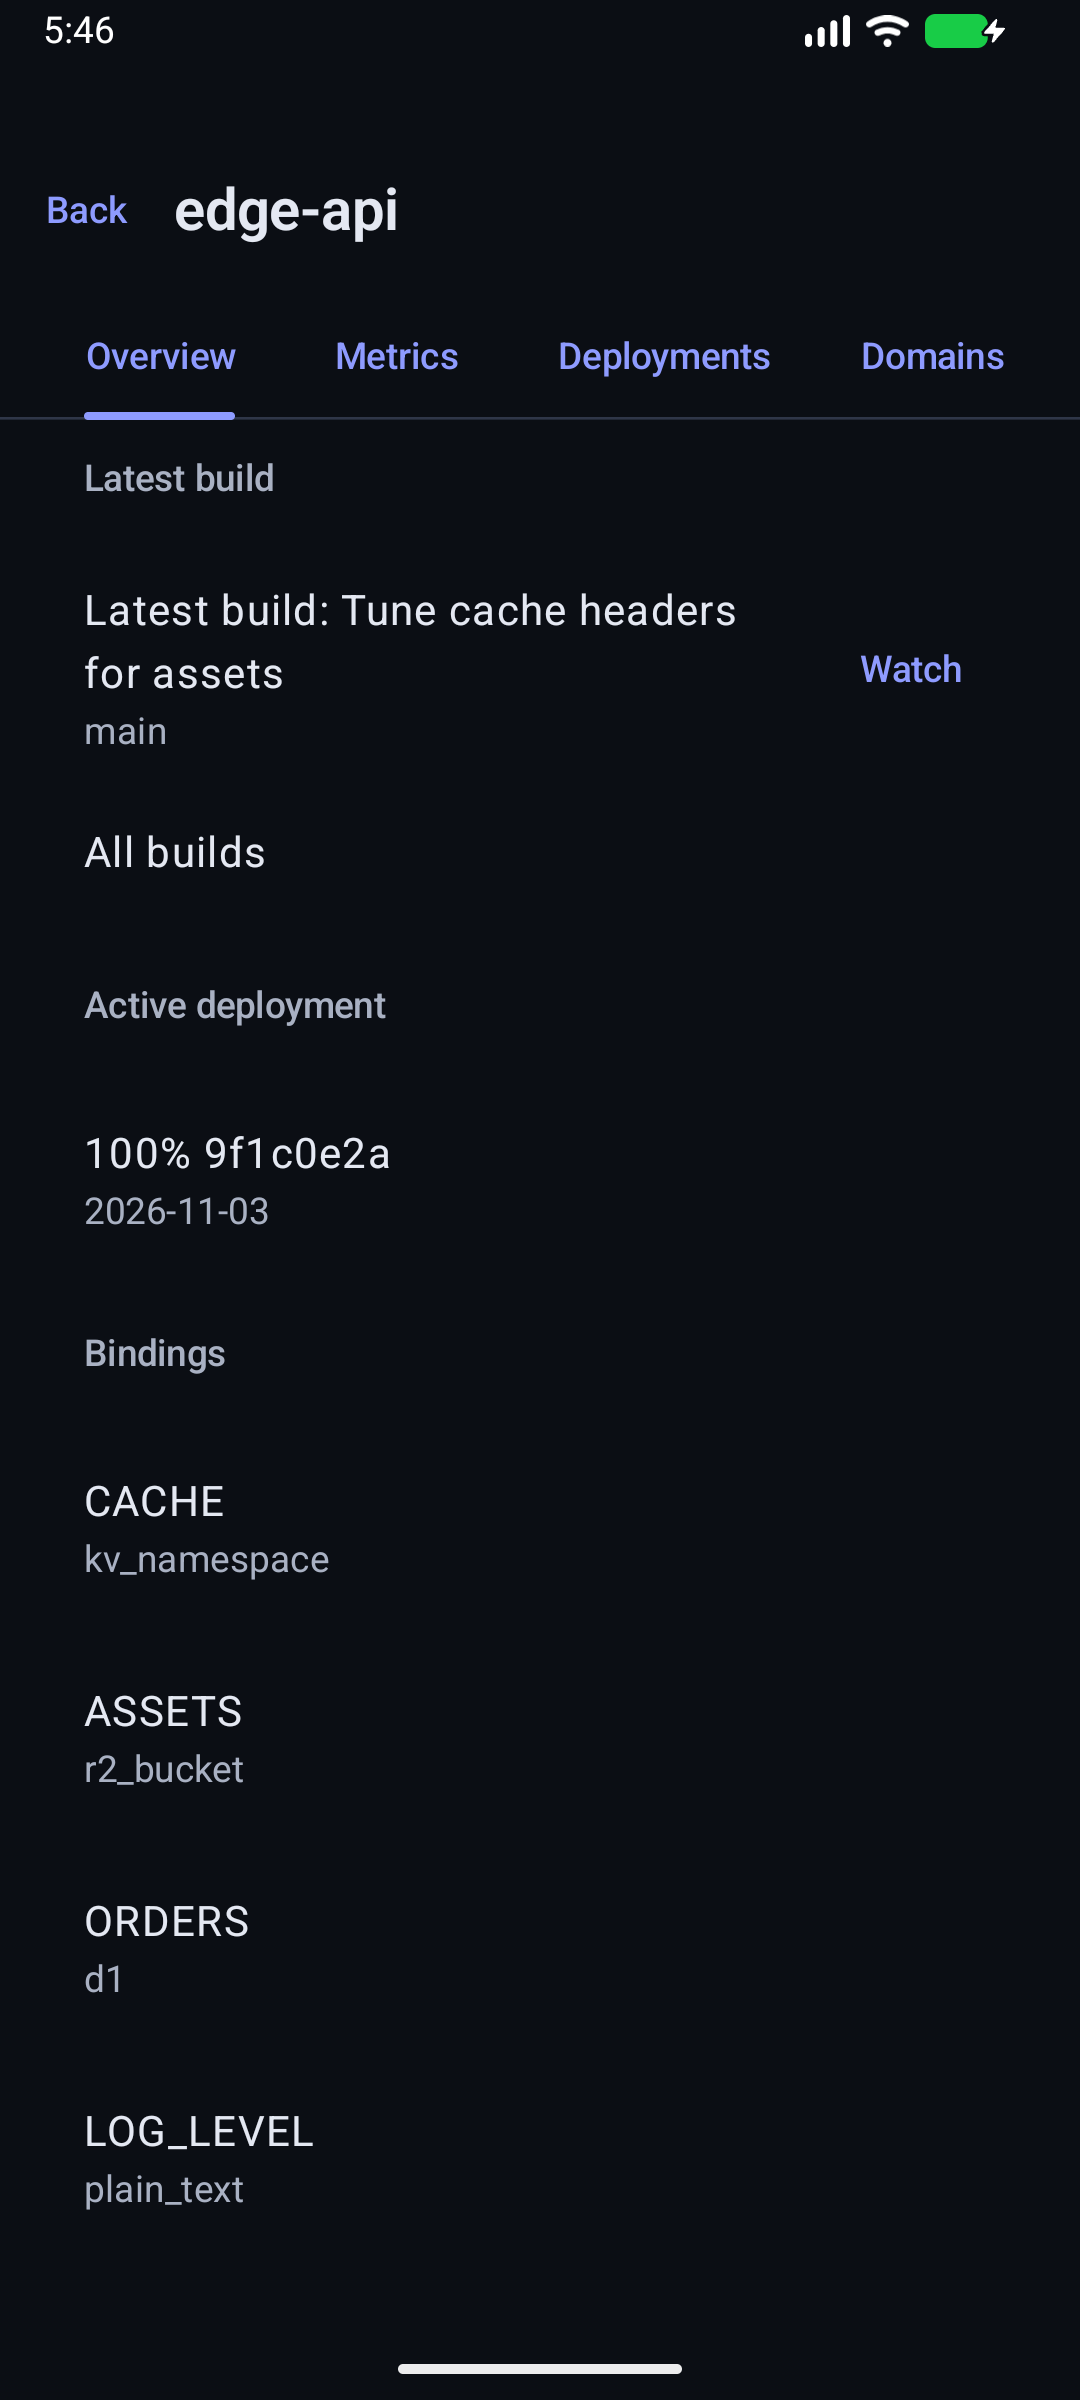 5:46
Back edge-api
Overview Metrics Deployments Domains
Latest build
Latest build: Tune cache headers
for assets
Watch
main
All builds
Active deployment
100% 9f1c0e2a
2026-11-03
Bindings
CACHE
kv_namespace
ASSETS
r2_bucket
ORDERS
d1
LOG_LEVEL
plain_text